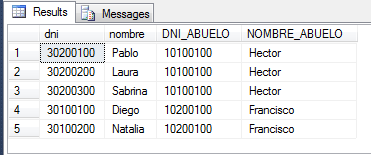 Results Messages
dni nombre DNI_ABUELO NOMBRE_ABUELO
1 30200100 Pablo 10100100 Hector
2 30200200 Laura 10100100 Hector
3 30200300 Sabrina 10100100 Hector
4 30100100 Diego 10200100 Francisco
5 30100200 Natalia 10200100 Francisco